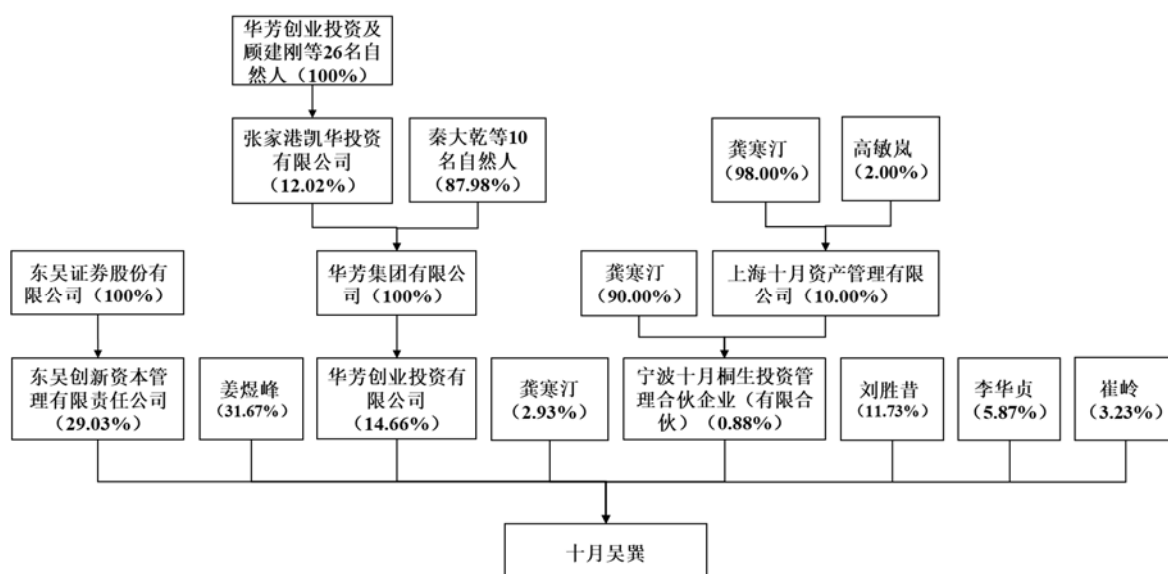 华芳创业投资及
顾建刚等26名自
然人（100%）
张家港凯华投资
有限公司
（12.02%）
秦大乾等10
名自然人
（87.98%）
龚寒汀
（98.00%）
高敏岚
（2.00%）
东吴证券股份有
限公司（100%）
华芳集团有限公
司（100%）
龚寒汀
（90.00%）
上海十月资产管理有限
公司（10.00%）
东吴创新资本管
理有限责任公司
（29.03%）
姜煜峰
（31.67%）
华芳创业投资有
限公司
（14.66%）
龚寒汀
（2.93%）
宁波十月桐生投资管
理合伙企业（有限合
伙）（0.88%）
刘胜昔
（11.73%）
李华贞
（5.87%）
崔岭
（3.23%）
十月吴巽